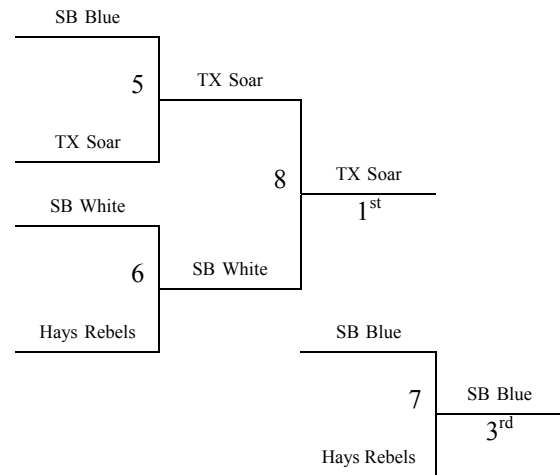 SB Blue
5
TX Soar
TX Soar
8
TX Soar
1st
SB White
6
SB White
Hays Rebels
SB Blue
7
SB Blue
3rd
Hays Rebels